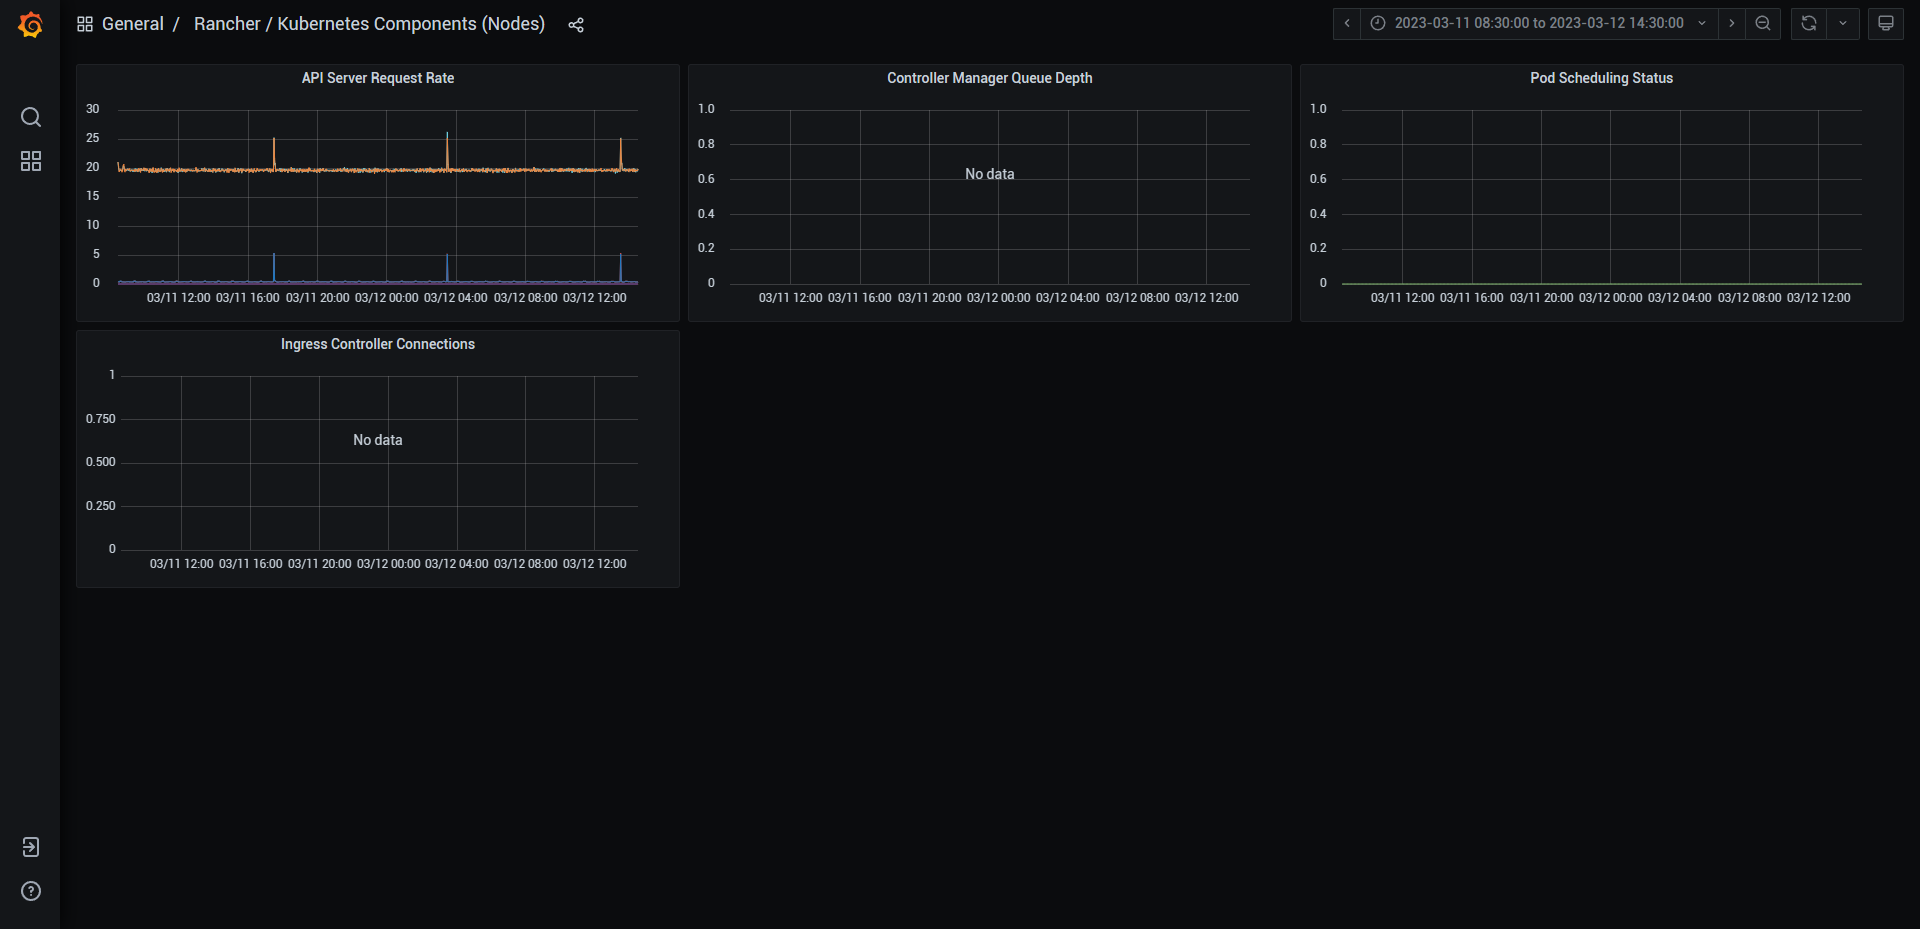 General / Rancher / Kubernetes Components (Nodes)
2023-03-11 08:30:00 to 2023-03-12 14:30:00
API Server Request Rate
30
25
20
15
10
5
0
03/11 12:00 03/11 16:00 03/11 20:00 03/12 00:00 03/12 04:00 03/12 08:00 03/12 12:00
Controller Manager Queue Depth
1.0
0.8
0.6
0.4
0.2
0
No data
03/11 12:00 03/11 16:00 03/11 20:00 03/12 00:00 03/12 04:00 03/12 08:00 03/12 12:00
Pod Scheduling Status
1.0
0.8
0.6
0.4
0.2
0
03/11 12:00 03/11 16:00 03/11 20:00 03/12 00:00 03/12 04:00 03/12 08:00 03/12 12:00
Ingress Controller Connections
1
0.750
0.500
0.250
0
No data
03/11 12:00 03/11 16:00 03/11 20:00 03/12 00:00 03/12 04:00 03/12 08:00 03/12 12:00